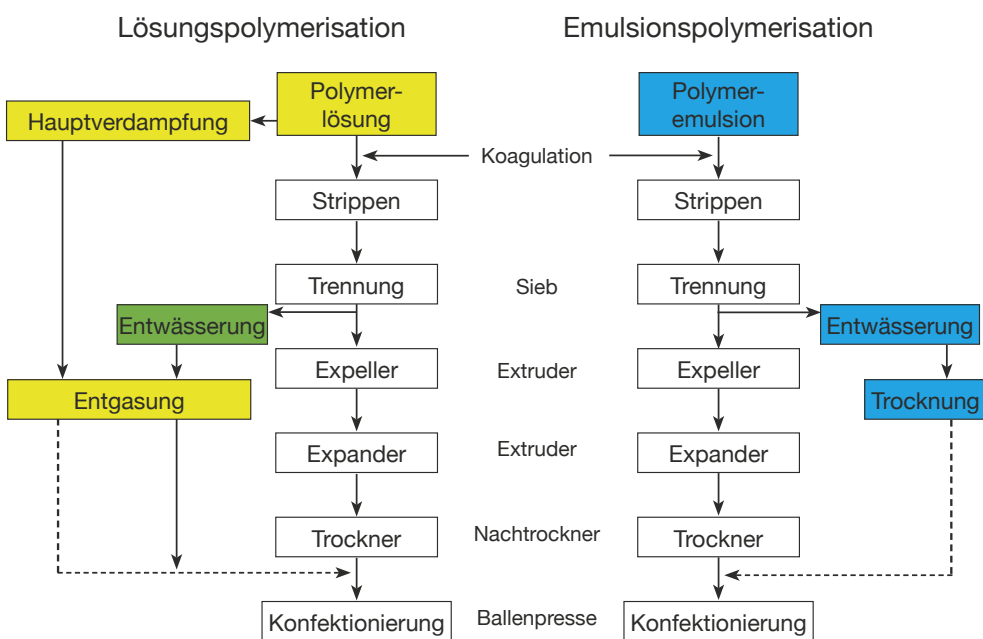 Lösungspolymerisation
Emulsionspolymerisation
Polymer-
lösung
Polymer-
emulsion
Hauptverdampfung
Koagulation
Strippen
Strippen
Trennung
Sieb
Trennung
Entwässerung
Entwässerung
Expeller
Extruder
Expeller
Entgasung
Trocknung
Expander
Extruder
Expander
Trockner
Nachtrockner
Trockner
Konfektionierung
Ballenpresse
Konfektionierung